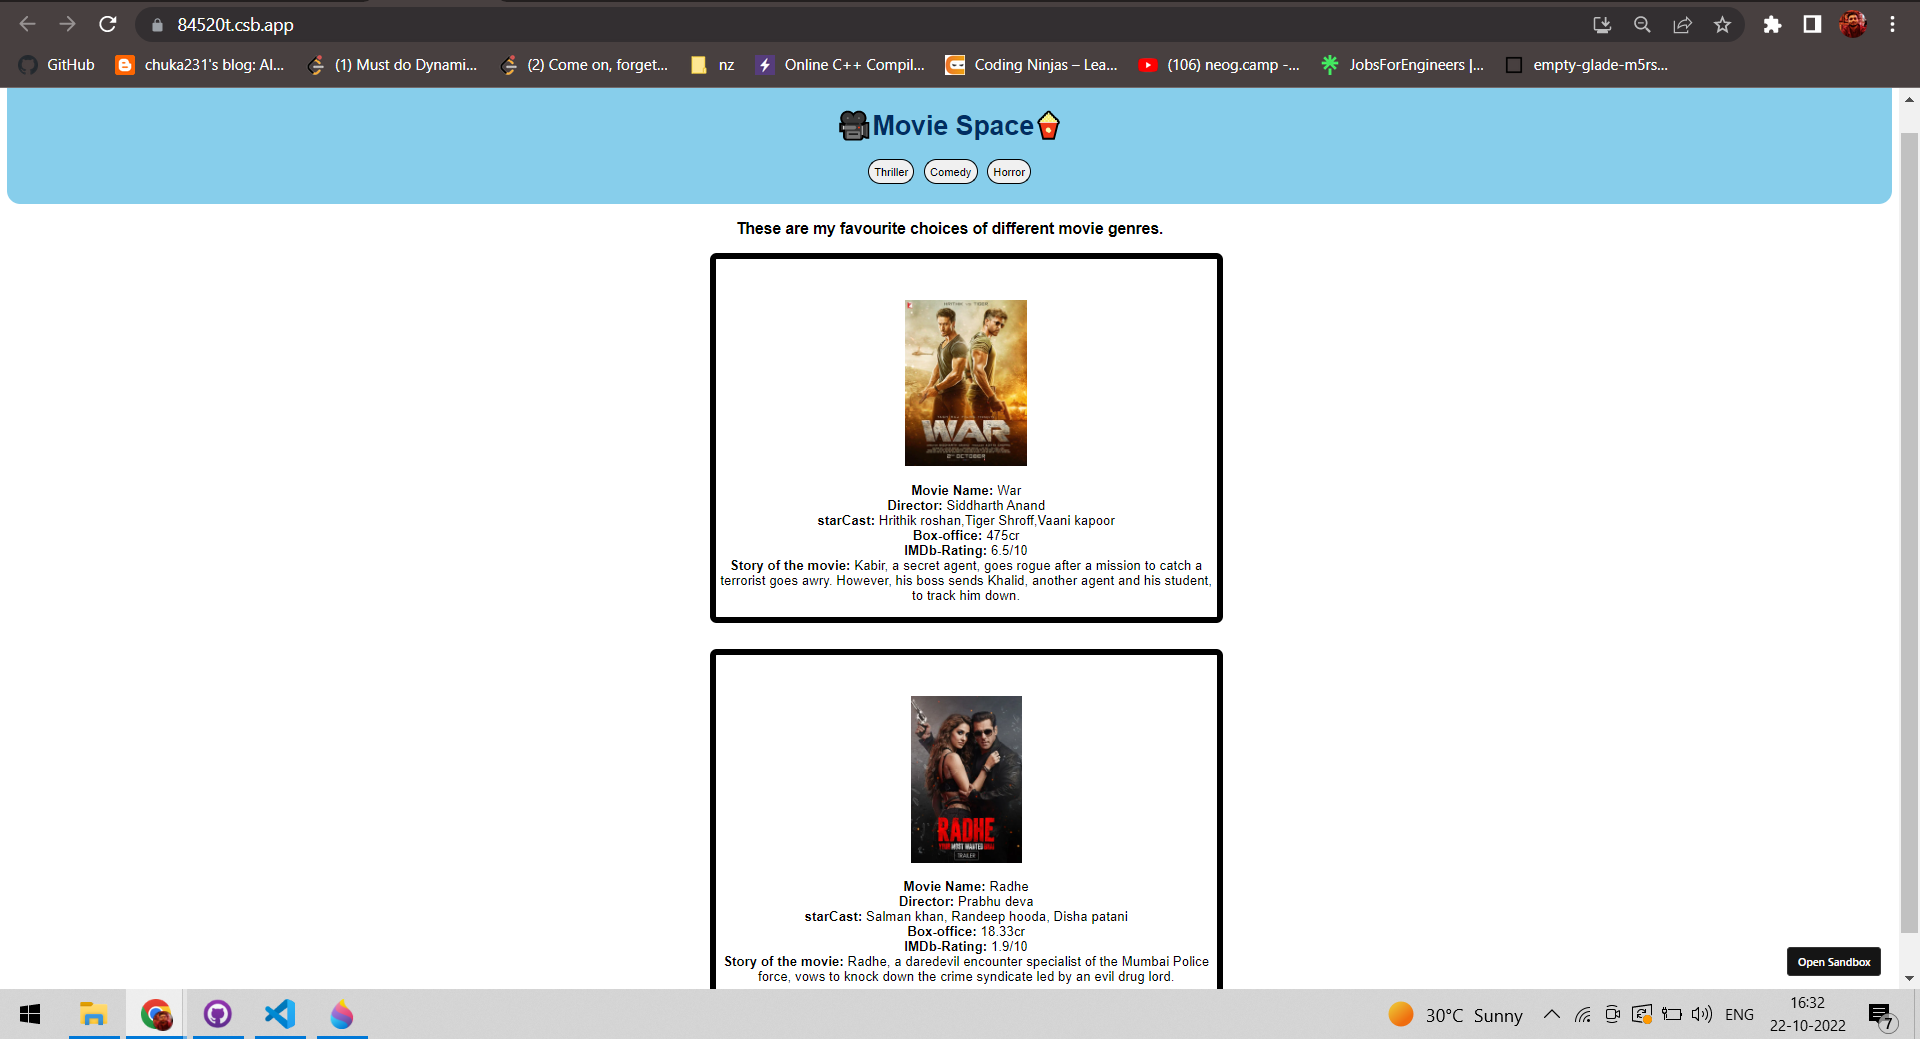 84520t.csb.app
GitHub
chuka231's blog: Al...
(1) Must do Dynami...
(2) Come on, forget...
nz
Online C++ Compil...
Coding Ninjas – Lea...
(106) neog.camp -...
JobsForEngineers |...
empty-glade-m5rs...
Movie Space
Thriller
Comedy
Horror
These are my favourite choices of different movie genres.
WAR
2ND OCTOBER
Movie Name: War
Director: Siddharth Anand
starCast: Hrithik roshan,Tiger Shroff,Vaani kapoor
Box-office: 475cr
IMDb-Rating: 6.5/10
Story of the movie: Kabir, a secret agent, goes rogue after a mission to catch a
terrorist goes awry. However, his boss sends Khalid, another agent and his student,
to track him down.
RADHE
YOUR MOST WANTED BHAI
TRAILER
Movie Name: Radhe
Director: Prabhu deva
starCast: Salman khan, Randeep hooda, Disha patani
Box-office: 18.33cr
IMDb-Rating: 1.9/10
Story of the movie: Radhe, a daredevil encounter specialist of the Mumbai Police
force, vows to knock down the crime syndicate led by an evil drug lord.
Open Sandbox
30°C Sunny
ENG
16:32
22-10-2022
7